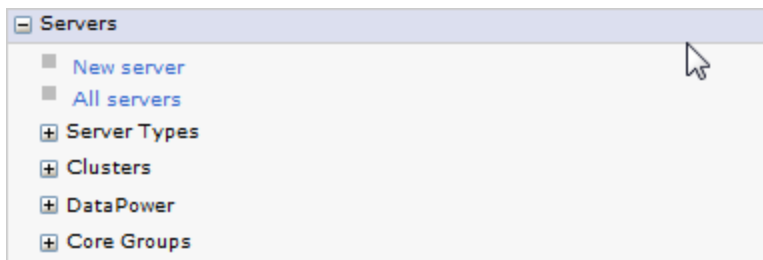 Servers
New server
All servers
Server Types
Clusters
DataPower
Core Groups